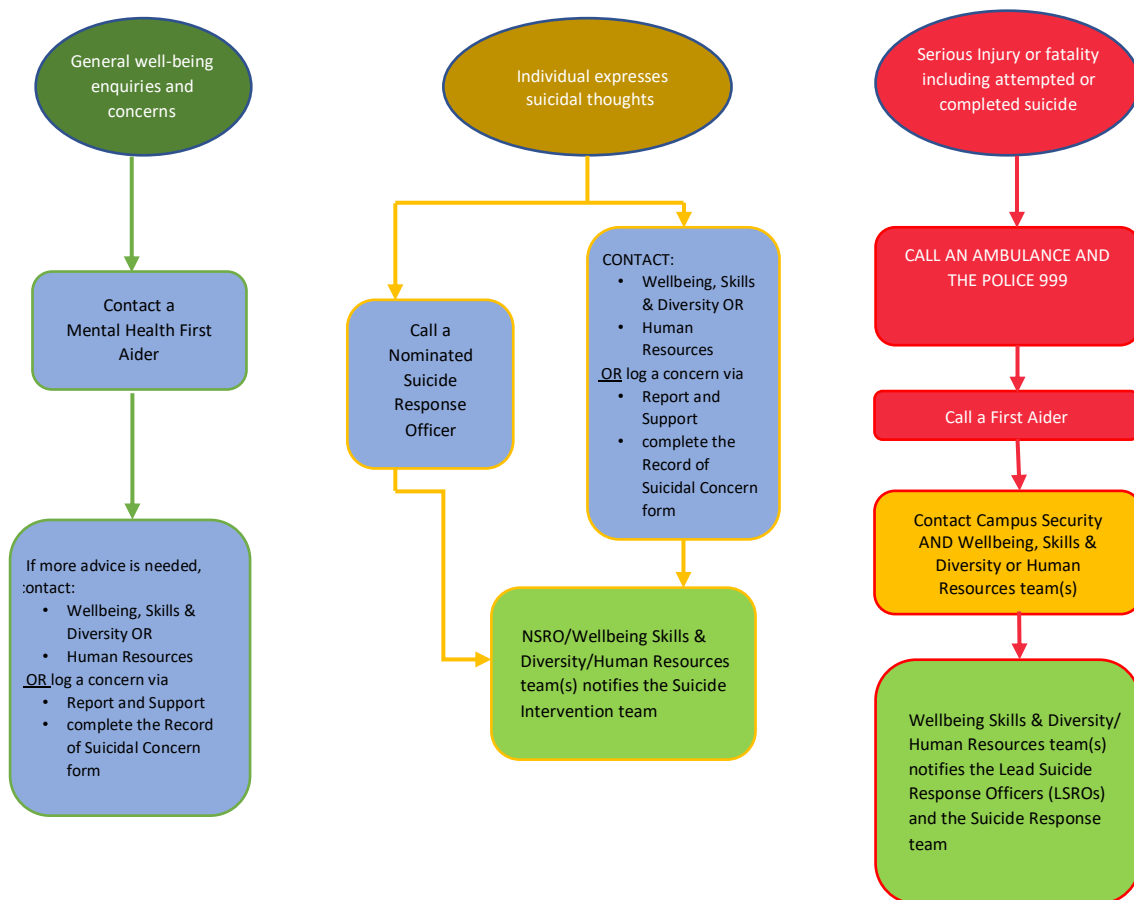 General well-being
enquiries and
concerns
Contact a
Mental Health First
Aider
If more advice is needed,
contact:
• Wellbeing, Skills &
Diversity OR
• Human Resources
OR log a concern via
• Report and Support
• complete the Record
of Suicidal Concern
form
Individual expresses
suicidal thoughts
Call a
Nominated
Suicide
Response
Officer
CONTACT:
• Wellbeing, Skills
& Diversity OR
• Human
Resources
OR log a concern via
• Report and
Support
• complete the
Record of
Suicidal Concern
form
NSRO/Wellbeing Skills &
Diversity/Human Resources
team(s) notifies the Suicide
Intervention team
Serious Injury or fatality
including attempted or
completed suicide
CALL AN AMBULANCE AND
THE POLICE 999
Call a First Aider
Contact Campus Security
AND Wellbeing, Skills &
Diversity or Human
Resources team(s)
Wellbeing Skills & Diversity/
Human Resources team(s)
notifies the Lead Suicide
Response Officers (LSROs)
and the Suicide Response
team